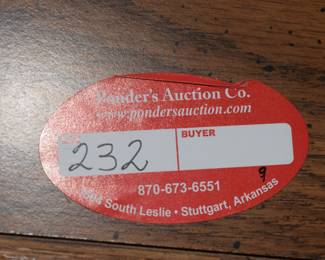 Ponder's Auction Co.
www.pondersauction.com
BUYER
232
9
870-673-6551
South Leslie • Stuttgart, Arkansas